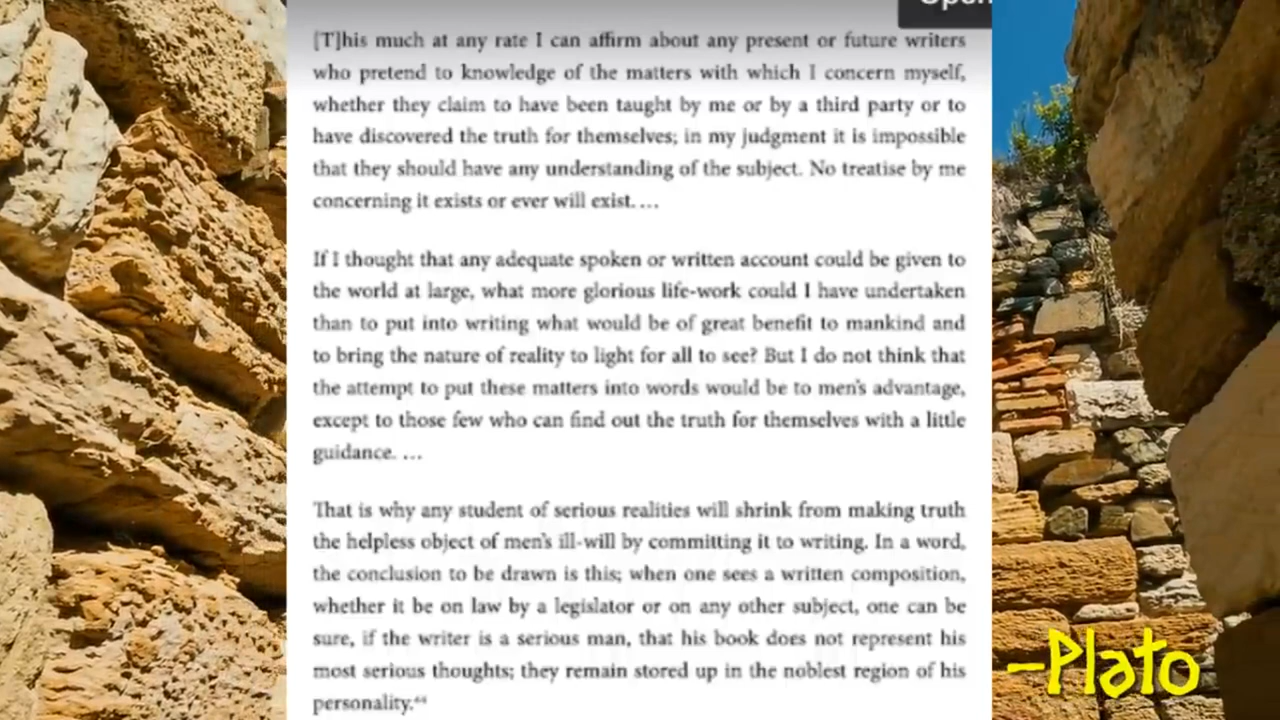 [T]his much at any rate I can affirm about any present or future writers
who pretend to knowledge of the matters with which I concern myself,
whether they claim to have been taught by me or by a third party or to
have discovered the truth for themselves; in my judgment it is impossible
that they should have any understanding of the subject. No treatise by me
concerning it exists or ever will exist. …
If I thought that any adequate spoken or written account could be given to
the world at large, what more glorious life-work could I have undertaken
than to put into writing what would be of great benefit to mankind and
to bring the nature of reality to light for all to see? But I do not think that
the attempt to put these matters into words would be to men's advantage,
except to those few who can find out the truth for themselves with a little
guidance. …
That is why any student of serious realities will shrink from making truth
the helpless object of men's ill-will by committing it to writing. In a word,
the conclusion to be drawn is this; when one sees a written composition,
whether it be on law by a legislator or on any other subject, one can be
sure, if the writer is a serious man, that his book does not represent his
most serious thoughts; they remain stored up in the noblest region of his
personality.
–Plato